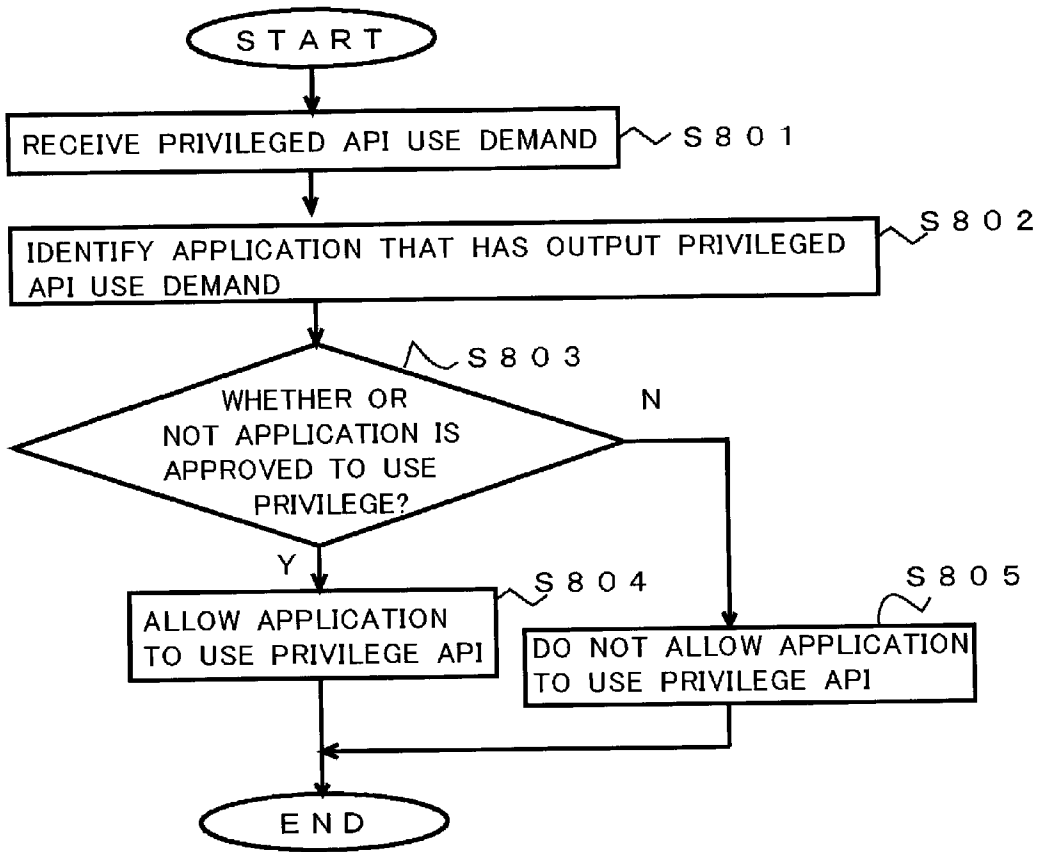 START
RECEIVE PRIVILEGED API USE DEMAND
S801
S802
IDENTIFY APPLICATION THAT HAS OUTPUT PRIVILEGED
API USE DEMAND
S803
WHETHER OR
NOT APPLICATION IS
APPROVED TO USE
PRIVILEGE?
N
Y
S804
ALLOW APPLICATION
TO USE PRIVILEGE API
S805
DO NOT ALLOW APPLICATION
TO USE PRIVILEGE API
END